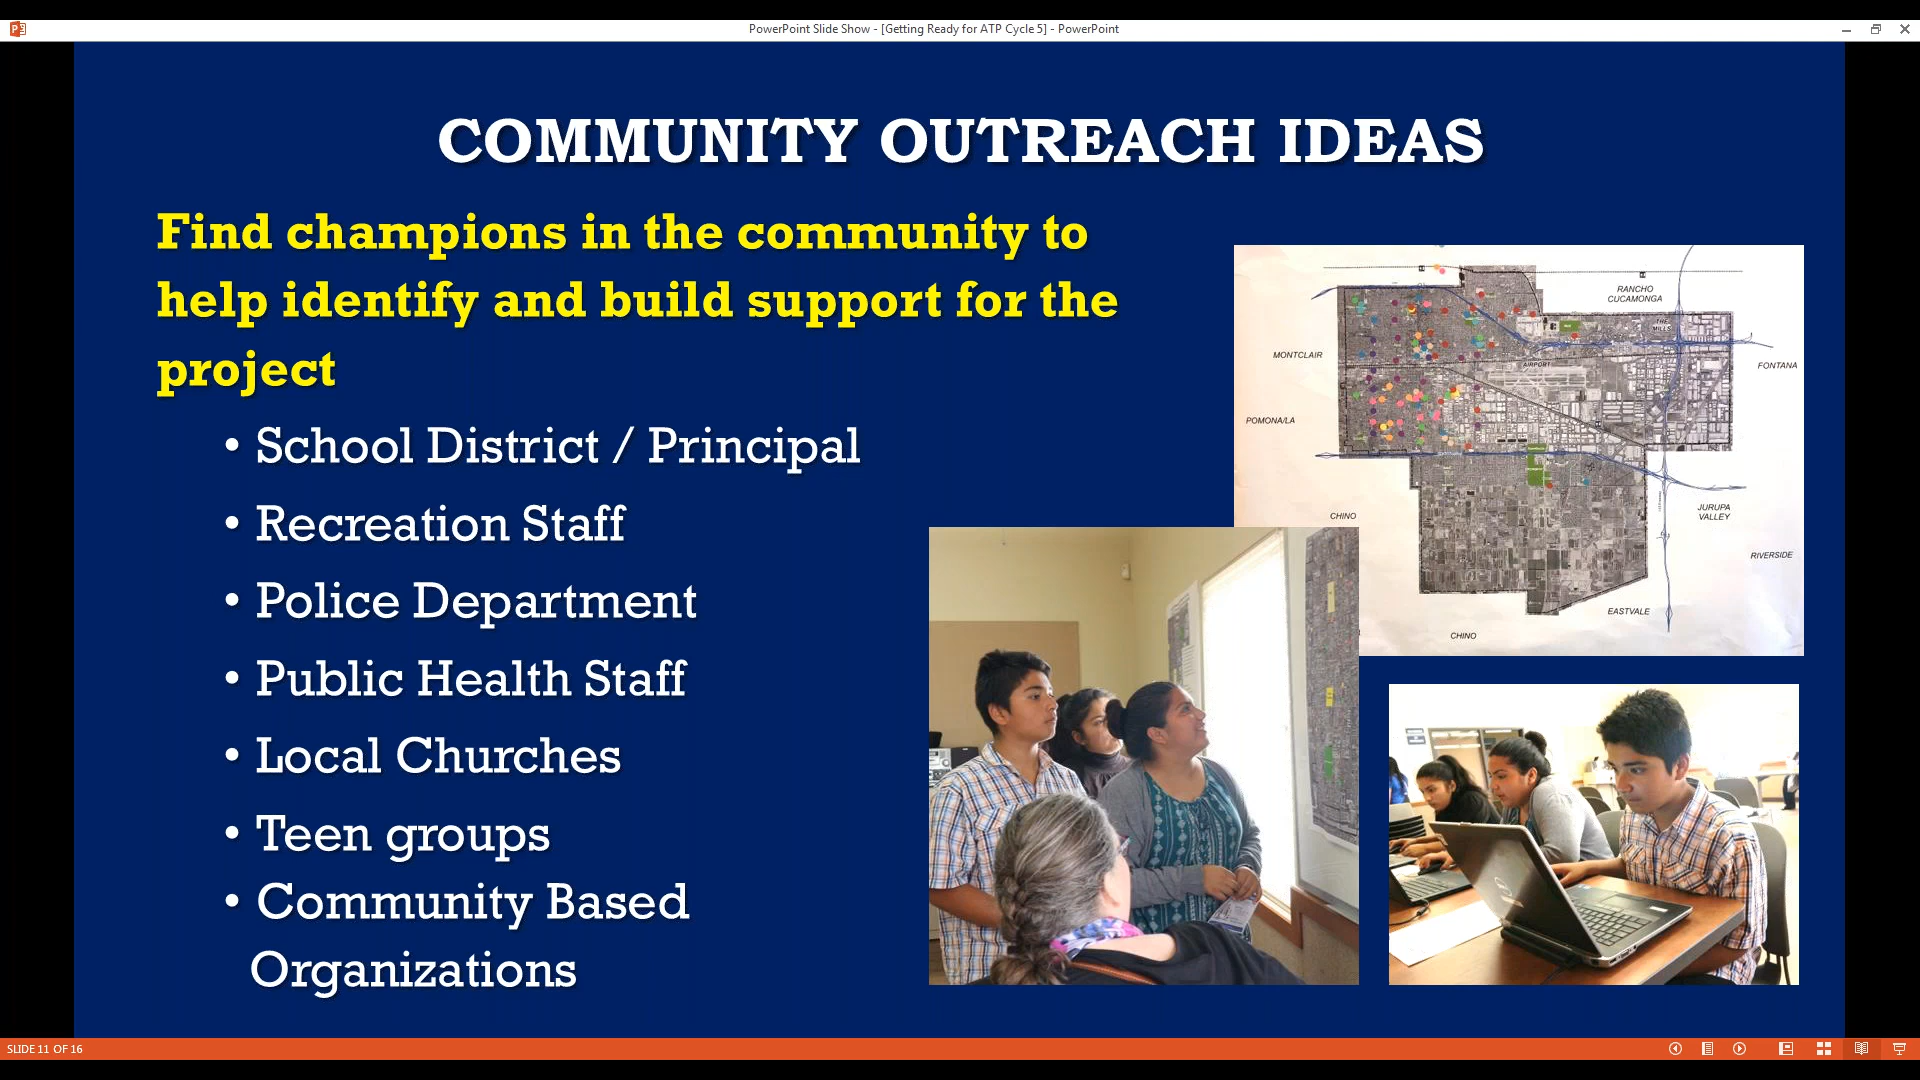 PowerPoint Slide Show - [Getting Ready for ATP Cycle 5] - PowerPoint
COMMUNITY OUTREACH IDEAS
Find champions in the community to
help identify and build support for the
project
• School District / Principal
• Recreation Staff
• Police Department
• Public Health Staff
• Local Churches
• Teen groups
• Community Based
Organizations
RANCHO
CUCAMONGA
THE
MILLS
MONTCLAIR
AIRPORT
FONTANA
POMONA/LA
CHINO
JURUPA
VALLEY
RIVERSIDE
EASTVALE
CHINO
SLIDE 11 OF 16